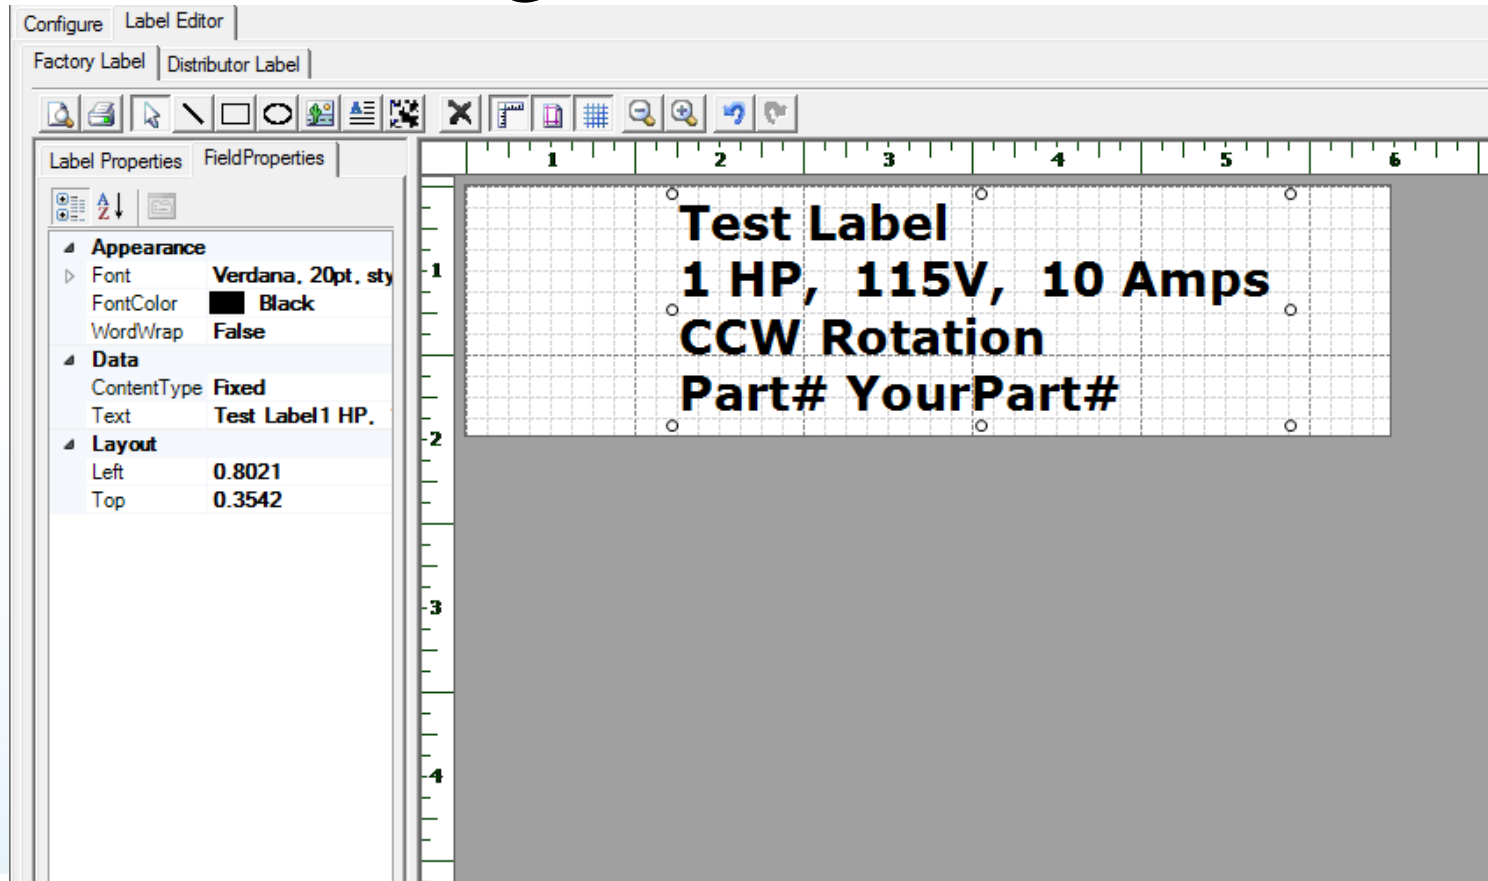 Configure Label Editor
Factory Label Distributor Label
Label Properties FieldProperties
1 2 3 4 5 6
A
Z
Appearance
Font Verdana, 20pt, sty
FontColor Black
WordWrap False
Data
ContentType Fixed
Text Test Label1 HP,
Layout
Left 0.8021
Top 0.3542
1
2
3
4
Test Label
1 HP, 115V, 10 Amps
CCW Rotation
Part# YourPart#